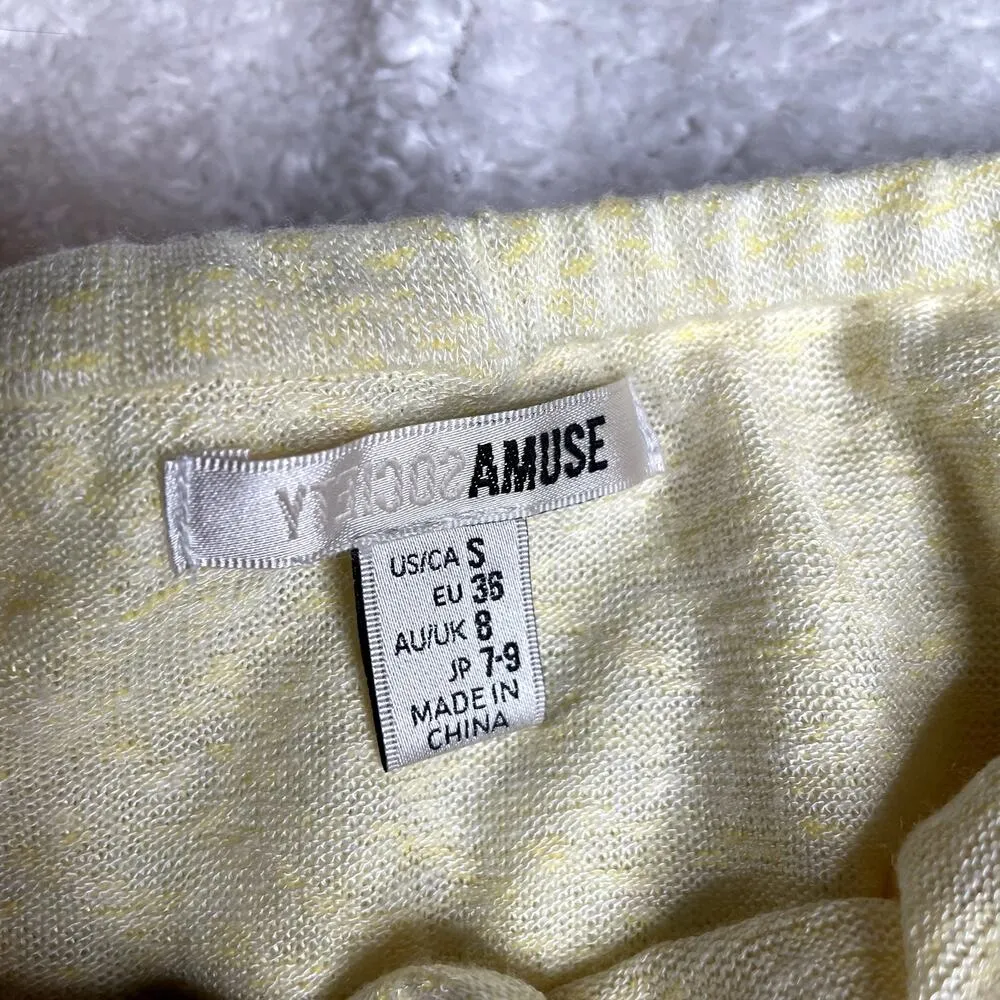 AMUSE SOCIETY
US/CA S
EU 36
AU/UK 8
JP 7-9
MADE IN
CHINA